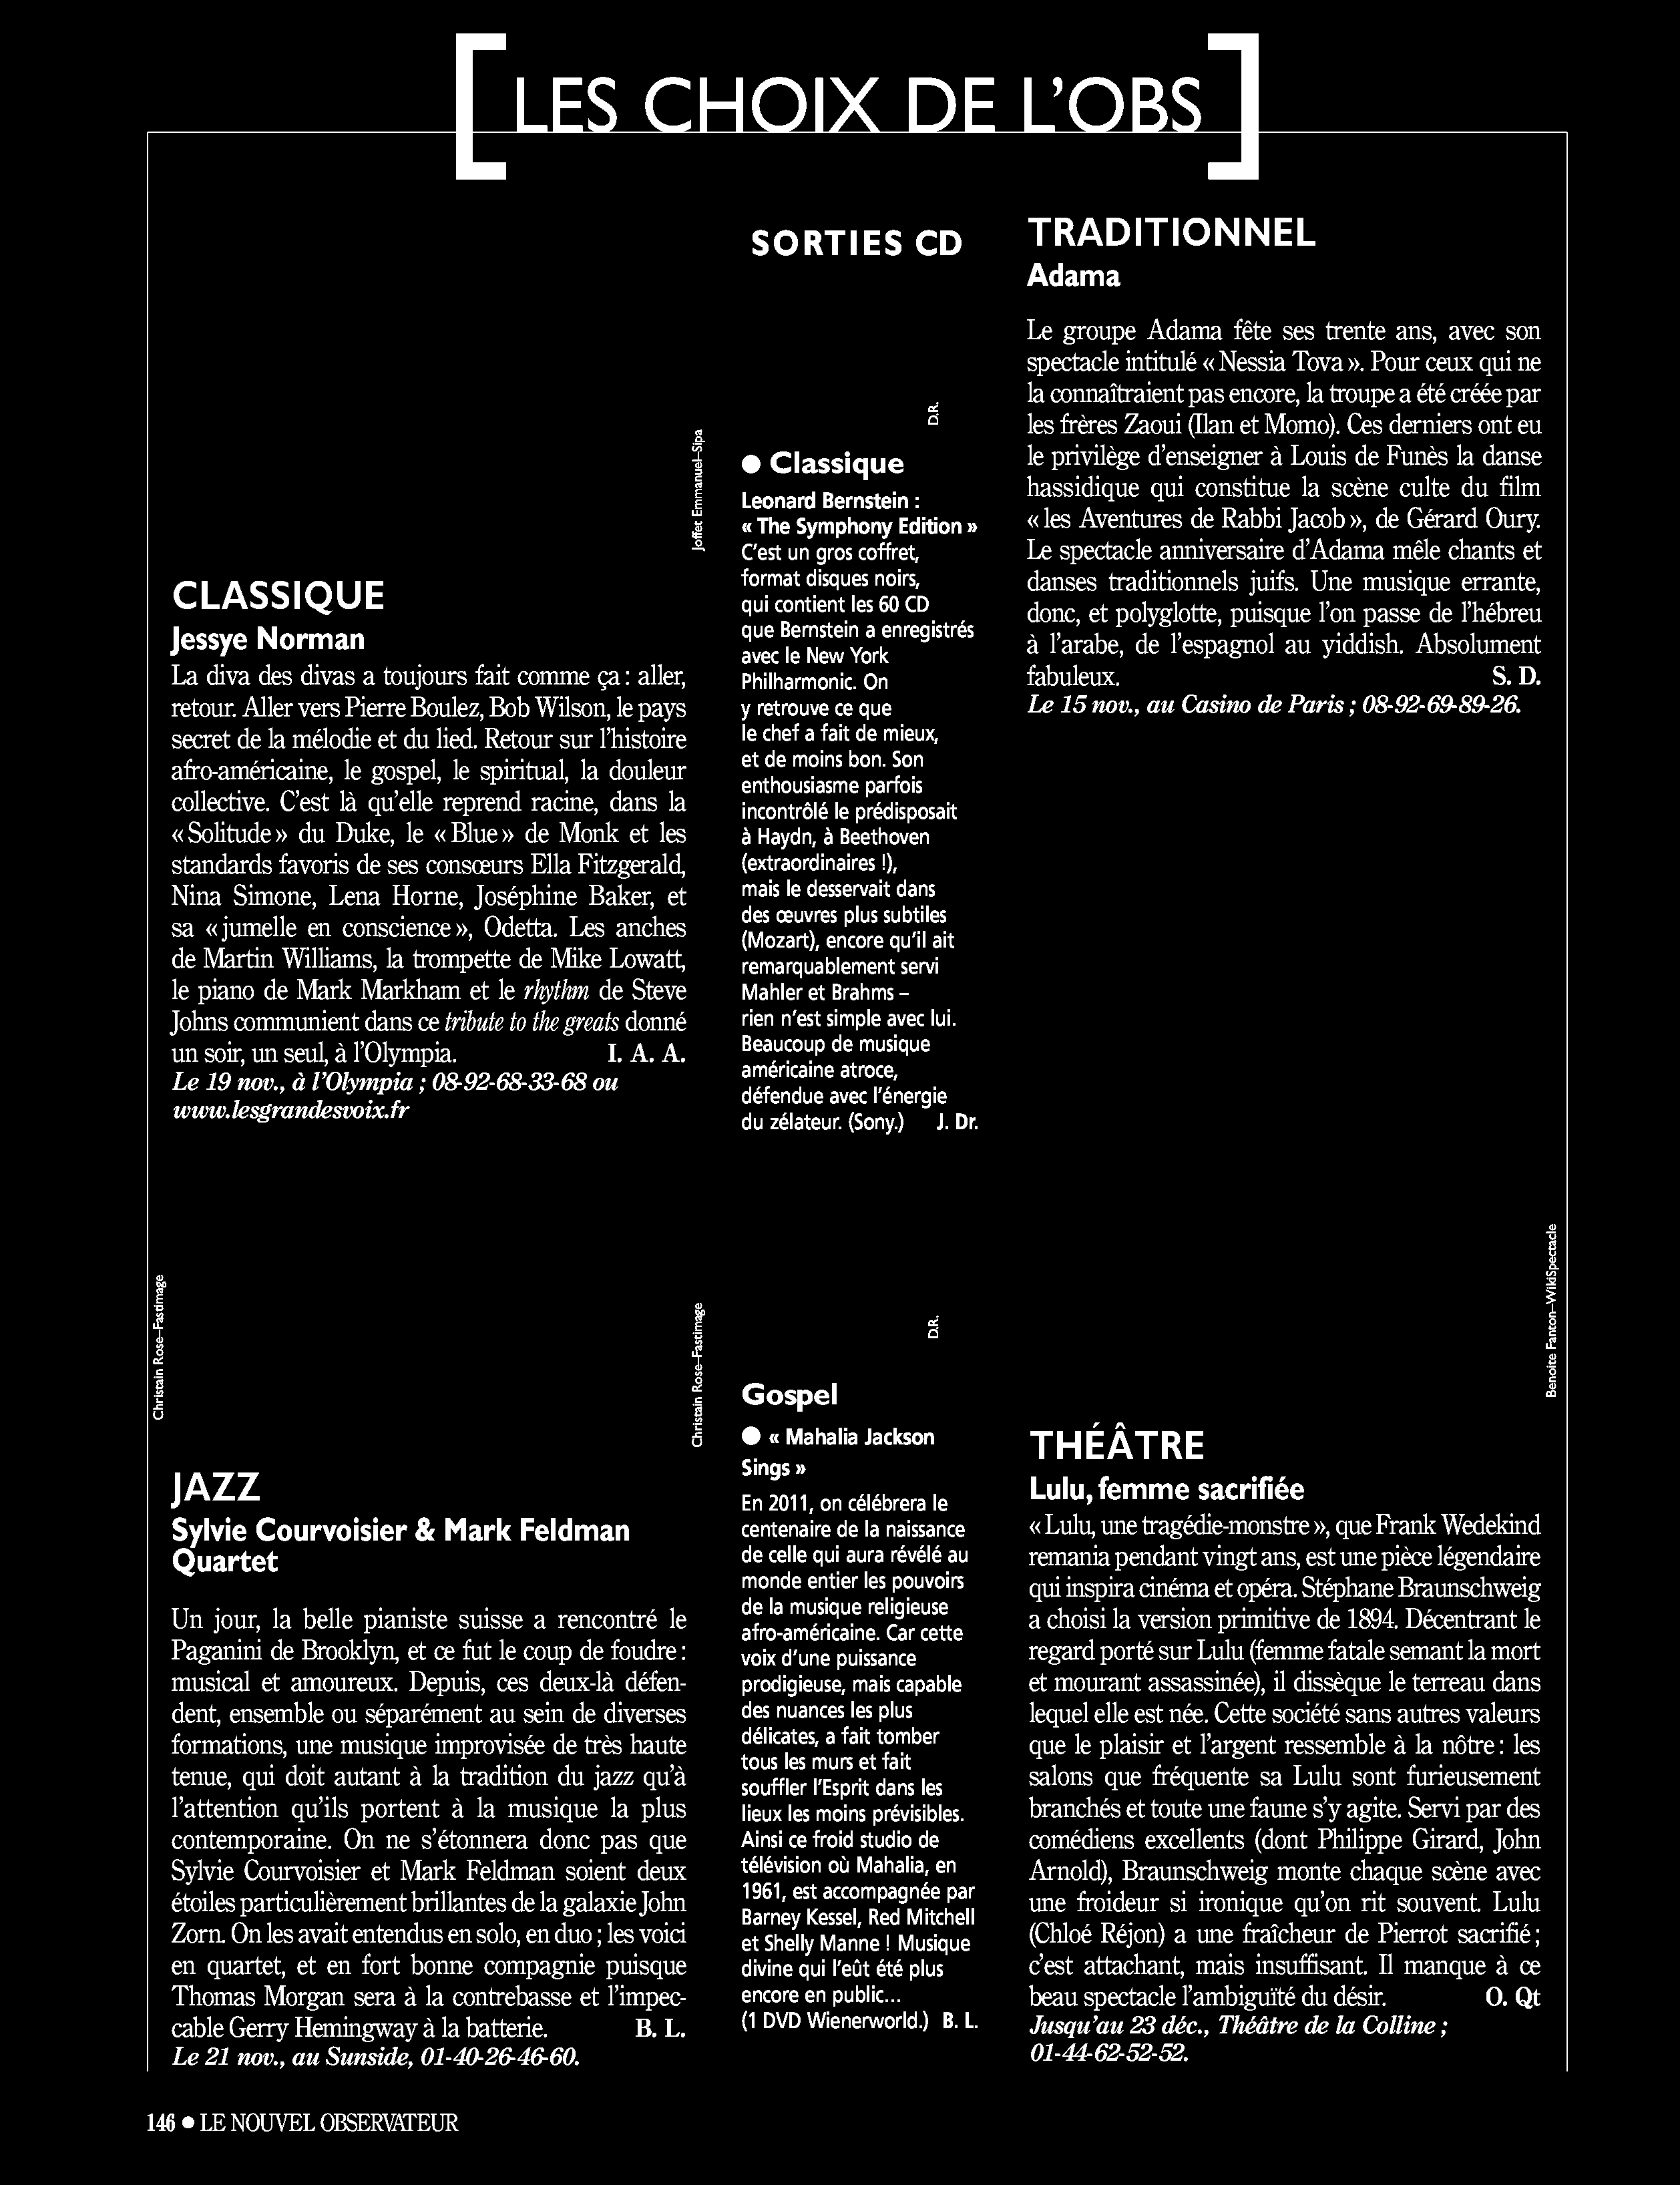 [LES CHOIX DE L’OBS]
Joffet Emmanuel–Sipa
CLASSIQUE
Jessye Norman
La diva des divas a toujours fait comme ça : aller,
retour. Aller vers Pierre Boulez, Bob Wilson, le pays
secret de la mélodie et du lied. Retour sur l’histoire
afro-américaine, le gospel, le spiritual, la douleur
collective. C’est là qu’elle reprend racine, dans la
« Solitude » du Duke, le « Blue » de Monk et les
standards favoris de ses consœurs Ella Fitzgerald,
Nina Simone, Lena Horne, Joséphine Baker, et
sa « jumelle en conscience », Odetta. Les anches
de Martin Williams, la trompette de Mike Lowatt,
le piano de Mark Markham et le rhythm de Steve
Johns communient dans ce tribute to the greats donné
un soir, un seul, à l’Olympia. I. A. A.
Le 19 nov., à l’Olympia ; 08-92-68-33-68 ou
www.lesgrandesvoix.fr
Christain Rose–Fastimage
Christain Rose–Fastimage
JAZZ
Sylvie Courvoisier & Mark Feldman
Quartet
Un jour, la belle pianiste suisse a rencontré le
Paganini de Brooklyn, et ce fut le coup de foudre :
musical et amoureux. Depuis, ces deux-là défen-
dent, ensemble ou séparément au sein de diverses
formations, une musique improvisée de très haute
tenue, qui doit autant à la tradition du jazz qu’à
l’attention qu’ils portent à la musique la plus
contemporaine. On ne s’étonnera donc pas que
Sylvie Courvoisier et Mark Feldman soient deux
étoiles particulièrement brillantes de la galaxie John
Zorn. On les avait entendus en solo, en duo ; les voici
en quartet, et en fort bonne compagnie puisque
Thomas Morgan sera à la contrebasse et l’impec-
cable Gerry Hemingway à la batterie. B. L.
Le 21 nov., au Sunside, 01-40-26-46-60.
SORTIES CD
D.R.
● Classique
Leonard Bernstein :
« The Symphony Edition »
C’est un gros coffret,
format disques noirs,
qui contient les 60 CD
que Bernstein a enregistrés
avec le New York
Philharmonic. On
y retrouve ce que
le chef a fait de mieux,
et de moins bon. Son
enthousiasme parfois
incontrôlé le prédisposait
à Haydn, à Beethoven
(extraordinaires !),
mais le desservait dans
des œuvres plus subtiles
(Mozart), encore qu’il ait
remarquablement servi
Mahler et Brahms –
rien n’est simple avec lui.
Beaucoup de musique
américaine atroce,
défendue avec l’énergie
du zélateur. (Sony.) J. Dr.
D.R.
Gospel
● « Mahalia Jackson
Sings »
En 2011, on célébrera le
centenaire de la naissance
de celle qui aura révélé au
monde entier les pouvoirs
de la musique religieuse
afro-américaine. Car cette
voix d’une puissance
prodigieuse, mais capable
des nuances les plus
délicates, a fait tomber
tous les murs et fait
souffler l’Esprit dans les
lieux les moins prévisibles.
Ainsi ce froid studio de
télévision où Mahalia, en
1961, est accompagnée par
Barney Kessel, Red Mitchell
et Shelly Manne ! Musique
divine qui l’eût été plus
encore en public...
(1 DVD Wienerworld.) B. L.
TRADITIONNEL
Adama
Le groupe Adama fête ses trente ans, avec son
spectacle intitulé « Nessia Tova ». Pour ceux qui ne
la connaîtraient pas encore, la troupe a été créée par
les frères Zaoui (Ilan et Momo). Ces derniers ont eu
le privilège d’enseigner à Louis de Funès la danse
hassidique qui constitue la scène culte du film
« les Aventures de Rabbi Jacob », de Gérard Oury.
Le spectacle anniversaire d’Adama mêle chants et
danses traditionnels juifs. Une musique errante,
donc, et polyglotte, puisque l’on passe de l’hébreu
à l’arabe, de l’espagnol au yiddish. Absolument
fabuleux. S. D.
Le 15 nov., au Casino de Paris ; 08-92-69-89-26.
Benoite Fanton–WikiSpectacle
THÉÂTRE
Lulu, femme sacrifiée
« Lulu, une tragédie-monstre », que Frank Wedekind
remania pendant vingt ans, est une pièce légendaire
qui inspira cinéma et opéra. Stéphane Braunschweig
a choisi la version primitive de 1894. Décentrant le
regard porté sur Lulu (femme fatale semant la mort
et mourant assassinée), il dissèque le terreau dans
lequel elle est née. Cette société sans autres valeurs
que le plaisir et l’argent ressemble à la nôtre : les
salons que fréquente sa Lulu sont furieusement
branchés et toute une faune s’y agite. Servi par des
comédiens excellents (dont Philippe Girard, John
Arnold), Braunschweig monte chaque scène avec
une froideur si ironique qu’on rit souvent. Lulu
(Chloé Réjon) a une fraîcheur de Pierrot sacrifié ;
c’est attachant, mais insuffisant. Il manque à ce
beau spectacle l’ambiguïté du désir. O. Qt
Jusqu’au 23 déc., Théâtre de la Colline ;
01-44-62-52-52.
146 ● LE NOUVEL OBSERVATEUR